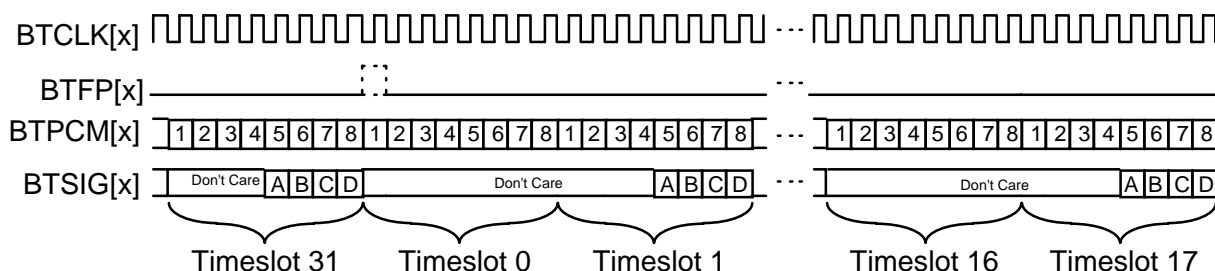 BTCLK[x]
BTFP[x]
BTPCM[x] 1 2 3 4 5 6 7 8 1 2 3 4 5 6 7 8 1 2 3 4 5 6 7 8 1 2 3 4 5 6 7 8 1 2 3 4 5 6 7 8
BTSIG[x] Don't Care A B C D Don't Care A B C D Don't Care A B C D
Timeslot 31 Timeslot 0 Timeslot 1 Timeslot 16 Timeslot 17